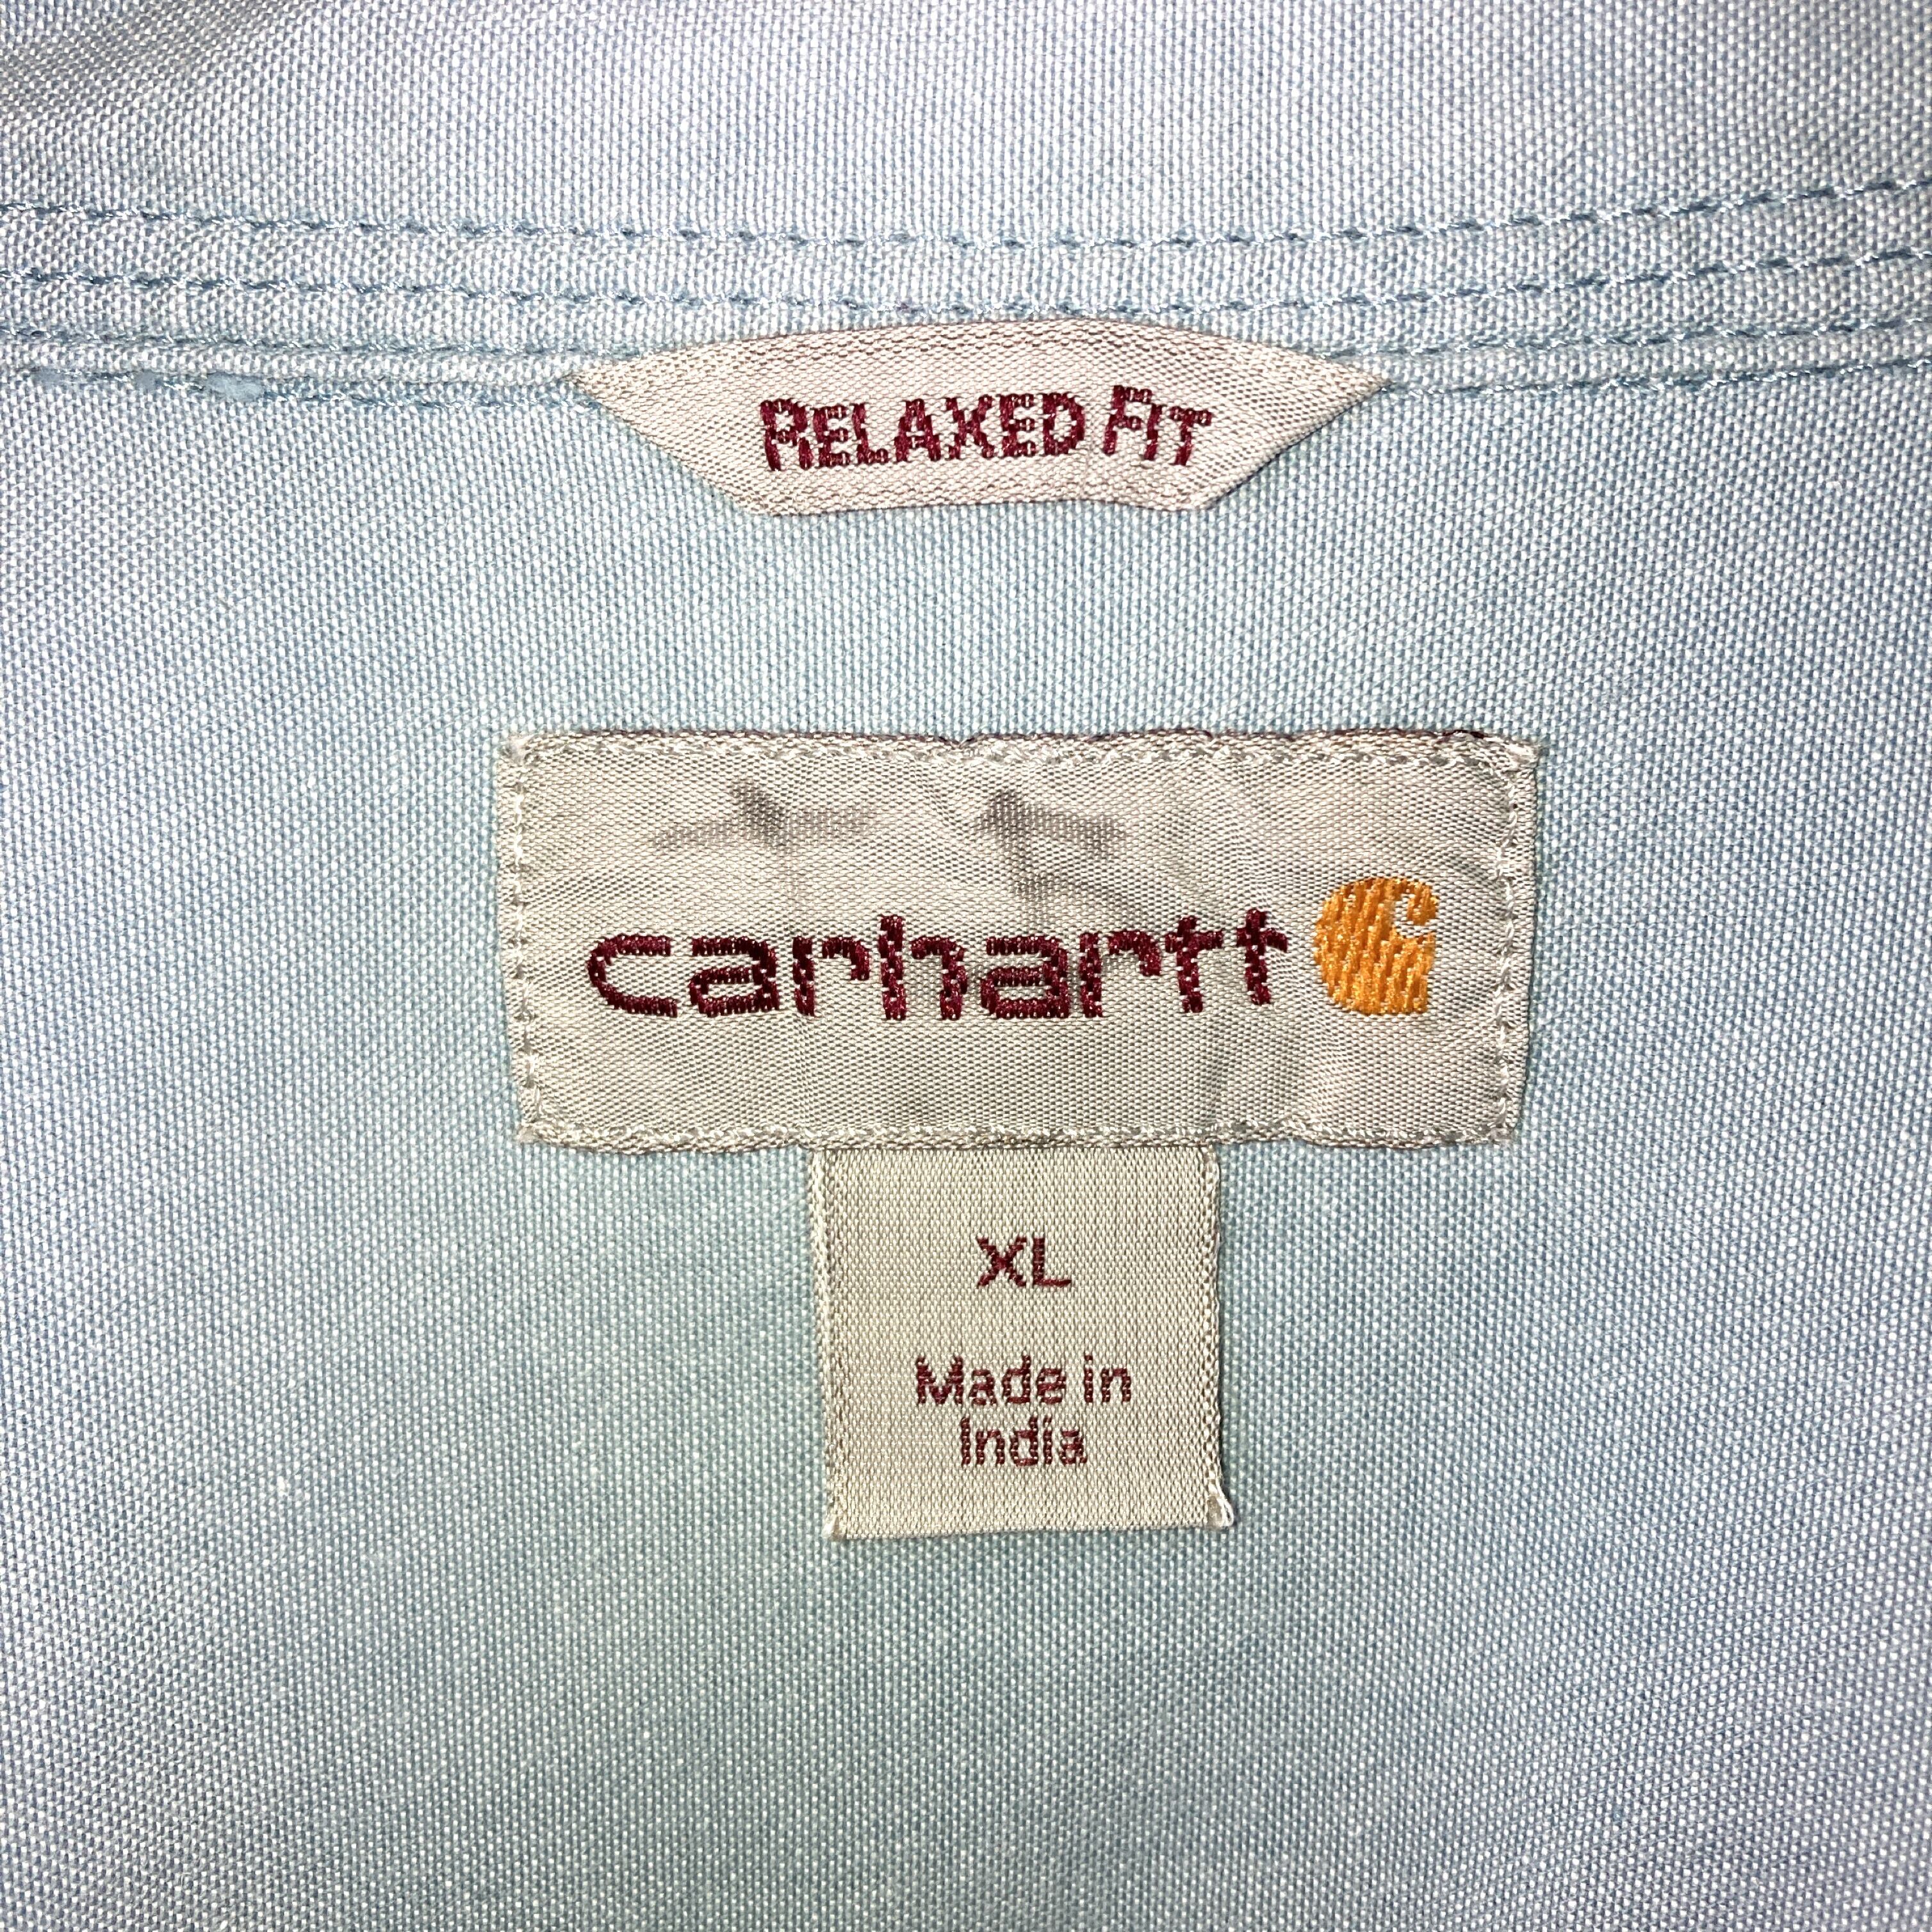 RELAXED FIT
carhartt
XL
Made in
India